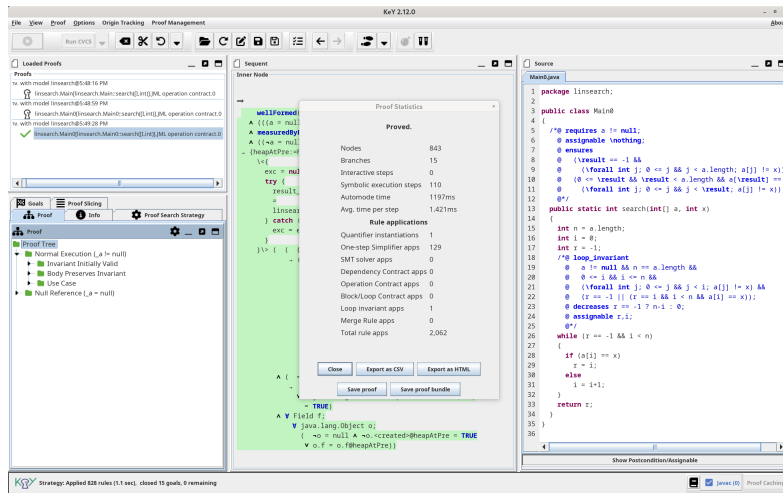 KeY 2.12.0
File View Proof Options Origin Tracking Proof Management
Run CVC5
Loaded Proofs
Proofs
linsearch.Main[linsearch.Main::search([I,int)].JML operation contract.0
with model linsearch@5:48:59 PM
linsearch.Main0[linsearch.Main0::search([I,int)].JML operation contract.0
with model linsearch@5:49:28 PM
linsearch.Main0[linsearch.Main0::search([I,int)].JML operation contract.0
Goals Proof Slicing
Proof Info Proof Search Strategy
Proof
Proof Tree
Normal Execution (_a != null)
Invariant Initially Valid
Body Preserves Invariant
Use Case
Null Reference (_a = null)
Sequent
Inner Node
⟹
wellFormed(
∧ (((a = nul
∧ measuredBy
∧ ((¬a = nul
→ {heapAtPre:=h
\<{
exc = nul
try {
result_
=
linsear
} catch
exc = e
}
}\> ( ( (
∧ (
= TRUE)
∧ ∀ Field f;
∀ java.lang.Object o;
( ¬o = null ∧ ¬o.<created>@heapAtPre = TRUE
∨ o.f = o.f@heapAtPre))
Proof Statistics
Proved.
Nodes 843
Branches 15
Interactive steps 0
Symbolic execution steps 110
Automode time 1197ms
Avg. time per step 1.421ms
Rule applications
Quantifier instantiations 1
One-step Simplifier apps 129
SMT solver apps 0
Dependency Contract apps 0
Operation Contract apps 0
Block/Loop Contract apps 0
Loop invariant apps 1
Merge Rule apps 0
Total rule apps 2,062
Close Export as CSV Export as HTML
Save proof Save proof bundle
Source
Main0.java
1 package linsearch;
2
3 public class Main0
4 {
5 /*@ requires a != null;
6 @ assignable \nothing;
7 @ ensures
8 @ (\result == -1 &&
9 @ (\forall int j; 0 <= j && j < a.length; a[j] != x))
10 @ (0 <= \result && \result < a.length && a[\result] ==
11 @ (\forall int j; 0 <= j && j < \result; a[j] != x))
12 @*/
13 public static int search(int[] a, int x)
14 {
15 int n = a.length;
16 int i = 0;
17 int r = -1;
18 /*@ loop_invariant
19 @ a != null && n == a.length &&
20 @ 0 <= i && i <= n &&
21 @ (\forall int j; 0 <= j && j < i; a[j] != x) &&
22 @ (r == -1 || (r == i && i < n && a[i] == x));
23 @ decreases r == -1 ? n-i : 0;
24 @ assignable r,i;
25 @*/
26 while (r == -1 && i < n)
27 {
28 if (a[i] == x)
29 r = i;
30 else
31 i = i+1;
32 }
33 return r;
34 }
35 }
36
Show Postcondition/Assignable
KeY Strategy: Applied 828 rules (1.1 sec), closed 15 goals, 0 remaining
Javac (0) Proof Caching